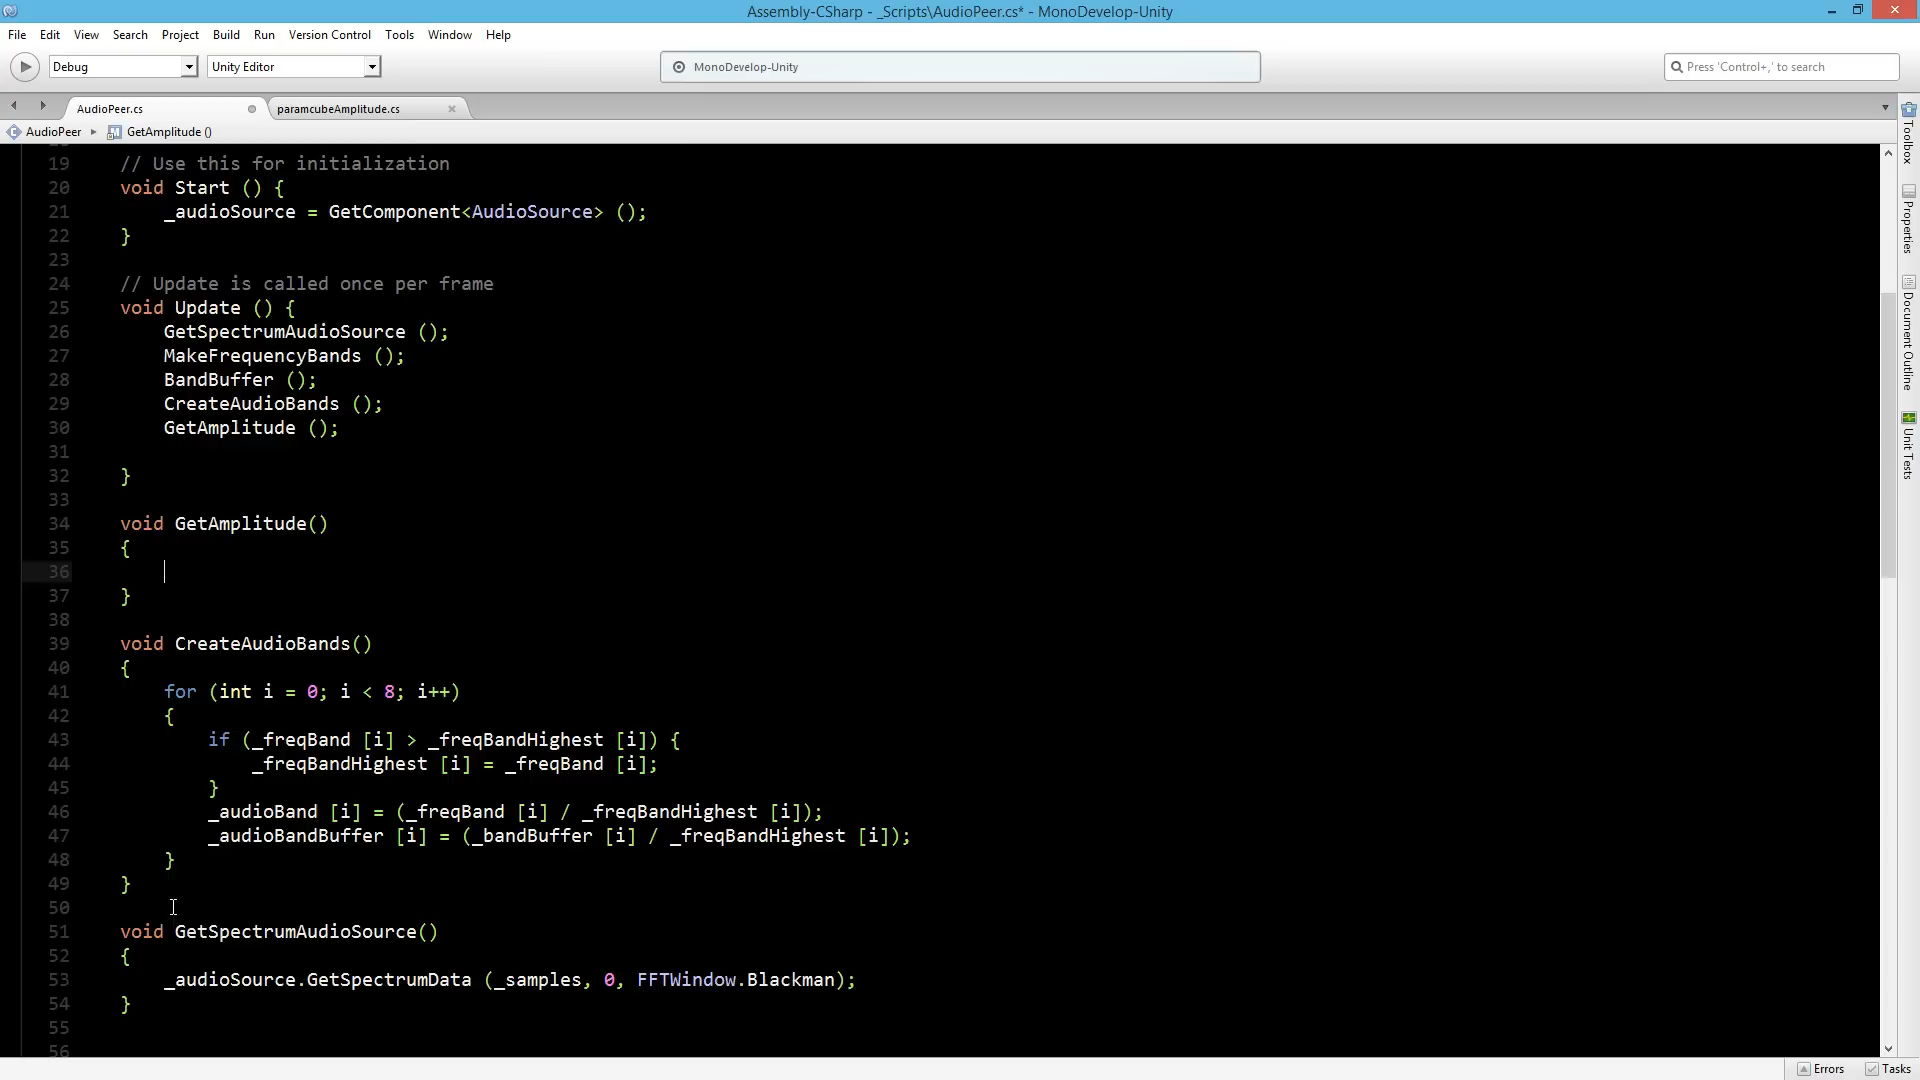 Assembly-CSharp - _Scripts\AudioPeer.cs* - MonoDevelop-Unity
File Edit View Search Project Build Run Version Control Tools Window Help
Debug Unity Editor MonoDevelop-Unity Press 'Control+,' to search
AudioPeer.cs paramcubeAmplitude.cs
AudioPeer GetAmplitude ()
19 // Use this for initialization
20 void Start () {
21 _audioSource = GetComponent<AudioSource> ();
22 }
23
24 // Update is called once per frame
25 void Update () {
26 GetSpectrumAudioSource ();
27 MakeFrequencyBands ();
28 BandBuffer ();
29 CreateAudioBands ();
30 GetAmplitude ();
31
32 }
33
34 void GetAmplitude()
35 {
36
37 }
38
39 void CreateAudioBands()
40 {
41 for (int i = 0; i < 8; i++)
42 {
43 if (_freqBand [i] > _freqBandHighest [i]) {
44 _freqBandHighest [i] = _freqBand [i];
45 }
46 _audioBand [i] = (_freqBand [i] / _freqBandHighest [i]);
47 _audioBandBuffer [i] = (_bandBuffer [i] / _freqBandHighest [i]);
48 }
49 }
50
51 void GetSpectrumAudioSource()
52 {
53 _audioSource.GetSpectrumData (_samples, 0, FFTWindow.Blackman);
54 }
55
56
Toolbox
Properties
Document Outline
Unit Tests
Errors Tasks